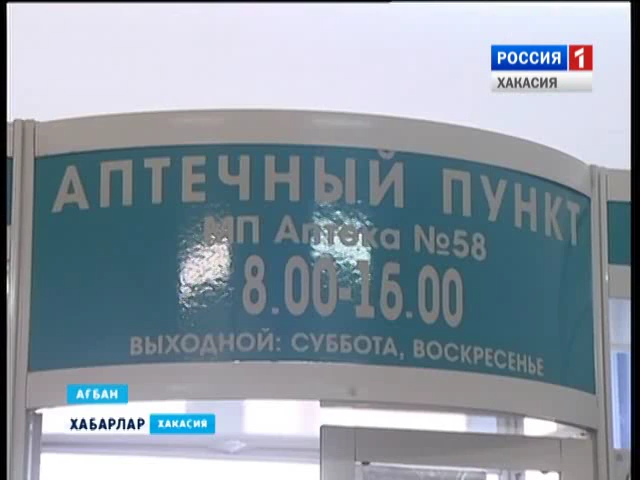 РОССИЯ 1
ХАКАСИЯ
АПТЕЧНЫЙ ПУНКТ
МП Аптека №58
8.00-16.00
ВЫХОДНОЙ: СУББОТА, ВОСКРЕСЕНЬЕ
АҒБАН
ХАБАРЛАР ХАКАСИЯ